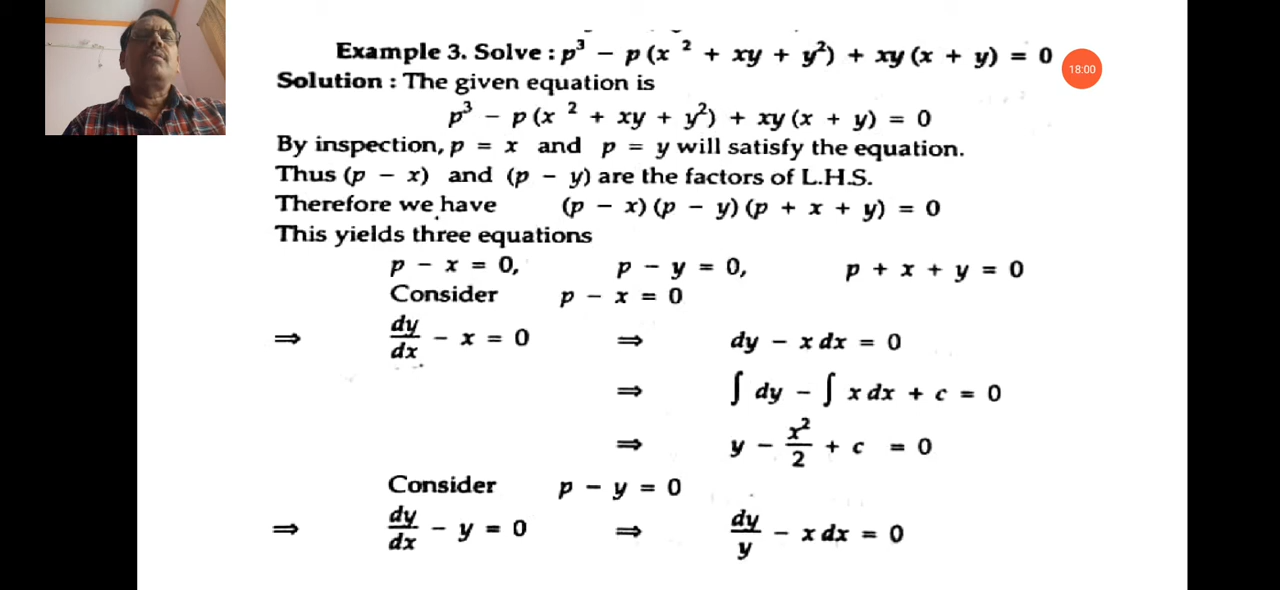 Example 3. Solve : p³ − p (x ² + xy + y²) + xy (x + y) = 0
18:00
Solution : The given equation is
p³ − p (x ² + xy + y²) + xy (x + y) = 0
By inspection, p = x and p = y will satisfy the equation.
Thus (p − x) and (p − y) are the factors of L.H.S.
Therefore we have (p − x) (p − y) (p + x + y) = 0
This yields three equations
p − x = 0, p − y = 0, p + x + y = 0
Consider p − x = 0
⇒ dy/dx − x = 0 ⇒ dy − x dx = 0
⇒ ∫ dy − ∫ x dx + c = 0
⇒ y − x²/2 + c = 0
Consider p − y = 0
⇒ dy/dx − y = 0 ⇒ dy/y − x dx = 0